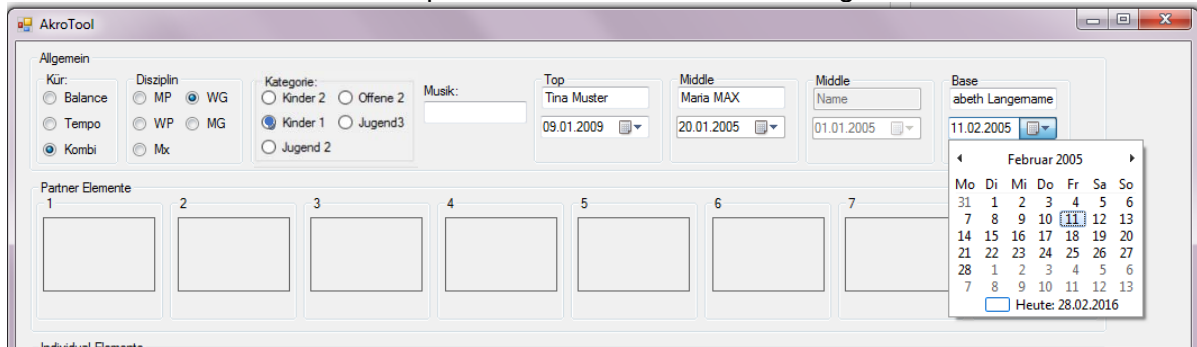 AkroTool
Allgemein
Kür:
Balance
Tempo
Kombi
Disziplin
MP WG
WP MG
Mx
Kategorie:
Kinder 2 Offene 2
Kinder 1 Jugend3
Jugend 2
Musik:
Top
Tina Muster
09.01.2009
Middle
Maria MAX
20.01.2005
Middle
Name
01.01.2005
Base
abeth Langername
11.02.2005
Februar 2005
Mo Di Mi Do Fr Sa So
31 1 2 3 4 5 6
7 8 9 10 11 12 13
14 15 16 17 18 19 20
21 22 23 24 25 26 27
28 1 2 3 4 5 6
7 8 9 10 11 12 13
Heute: 28.02.2016
Partner Elemente
1 2 3 4 5 6 7